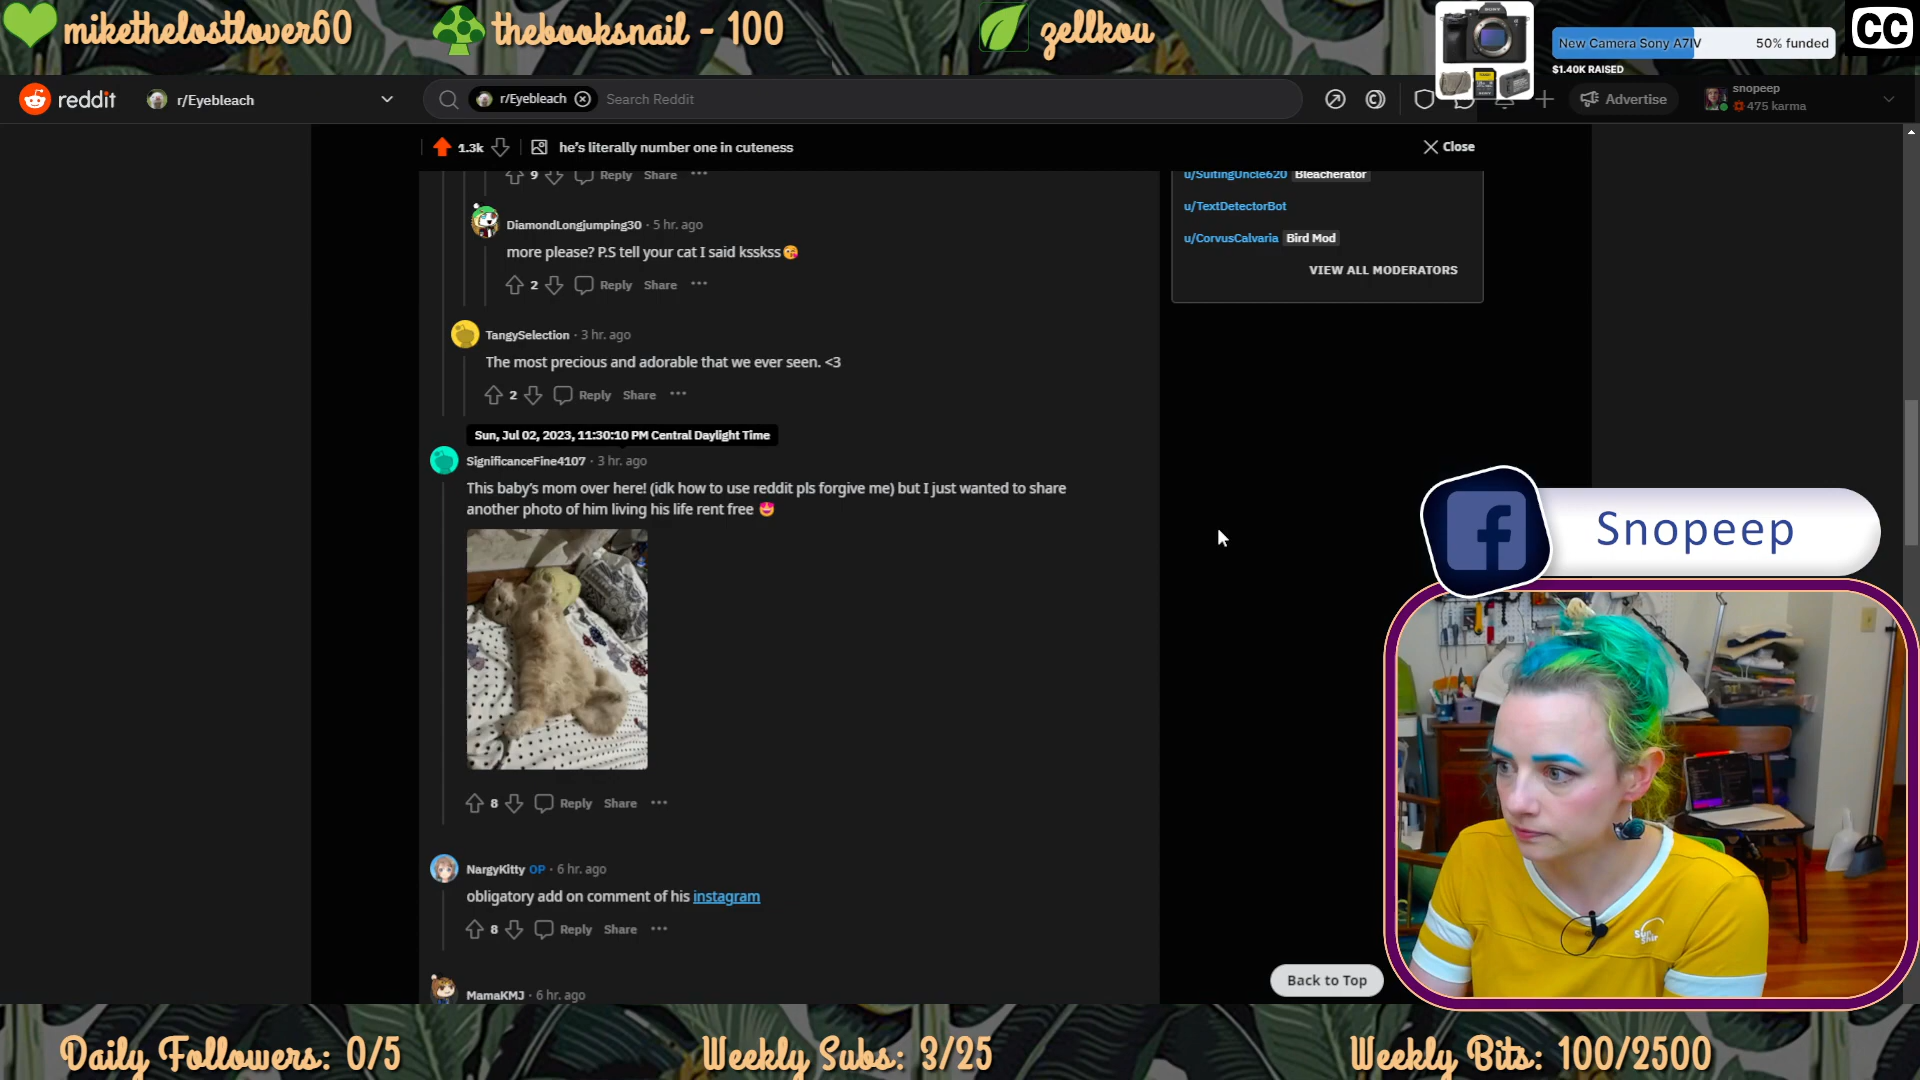 mikethelostlover60
thebooksnail - 100
zellkou
SONY
New Camera Sony A7IV
50% funded
$1.40K RAISED
CC
reddit
r/Eyebleach
r/Eyebleach
Search Reddit
Advertise
snopeep
475 karma
1.3k
he's literally number one in cuteness
Close
9
Reply
Share
u/SuitingUncle620 Bleacherator
u/TextDetectorBot
u/CorvusCalvaria Bird Mod
VIEW ALL MODERATORS
DiamondLongjumping30 · 5 hr. ago
more please? P.S tell your cat I said ksskss😘
2
Reply
Share
TangySelection · 3 hr. ago
The most precious and adorable that we ever seen. <3
2
Reply
Share
Sun, Jul 02, 2023, 11:30:10 PM Central Daylight Time
SignificanceFine4107 · 3 hr. ago
This baby's mom over here! (idk how to use reddit pls forgive me) but I just wanted to share
another photo of him living his life rent free 😍
8
Reply
Share
NargyKitty OP · 6 hr. ago
obligatory add on comment of his instagram
8
Reply
Share
MamaKMJ · 6 hr. ago
Back to Top
Snopeep
Daily Followers: 0/5
Weekly Subs: 3/25
Weekly Bits: 100/2500